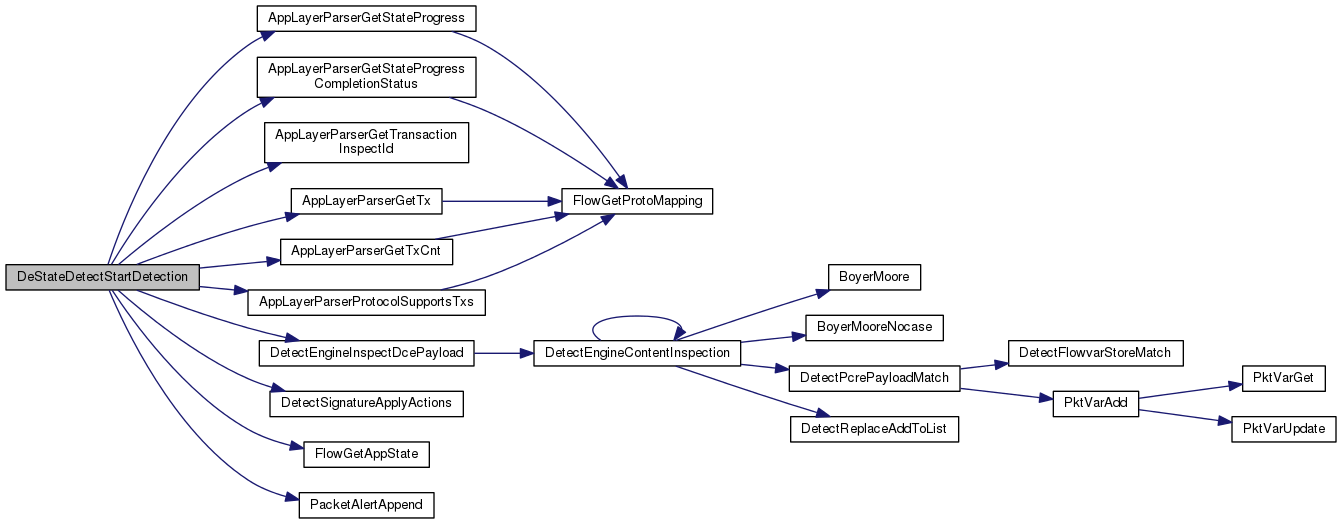 DeStateDetectStartDetection
AppLayerParserGetStateProgress
AppLayerParserGetStateProgress
CompletionStatus
AppLayerParserGetTransaction
InspectId
AppLayerParserGetTx
AppLayerParserGetTxCnt
AppLayerParserProtocolSupportsTxs
DetectEngineInspectDcePayload
DetectSignatureApplyActions
FlowGetAppState
PacketAlertAppend
FlowGetProtoMapping
DetectEngineContentInspection
BoyerMoore
BoyerMooreNocase
DetectPcrePayloadMatch
DetectReplaceAddToList
DetectFlowvarStoreMatch
PktVarAdd
PktVarGet
PktVarUpdate